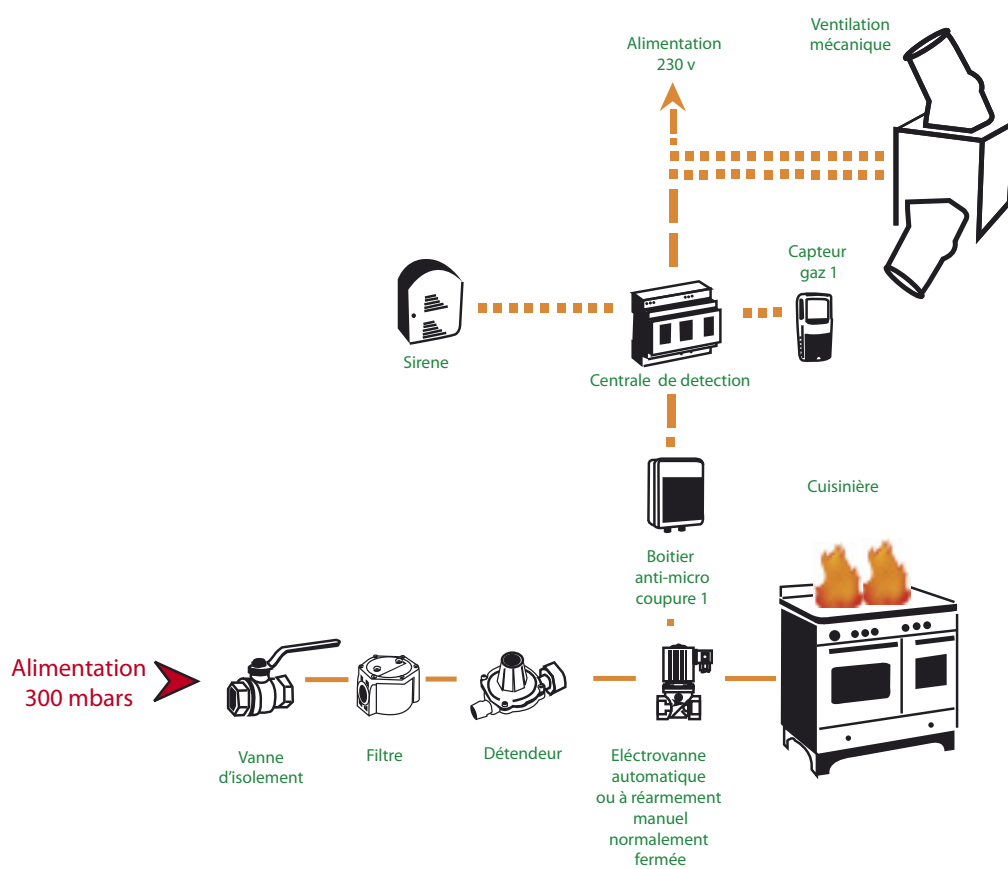 Ventilation
mécanique
Alimentation
230 v
Capteur
gaz 1
Sirene
Centrale de detection
Cuisinière
Boitier
anti-micro
coupure 1
Alimentation
300 mbars
Vanne
d'isolement
Filtre
Détendeur
Eléctrovanne
automatique
ou à réarmement
manuel
normalement
fermée